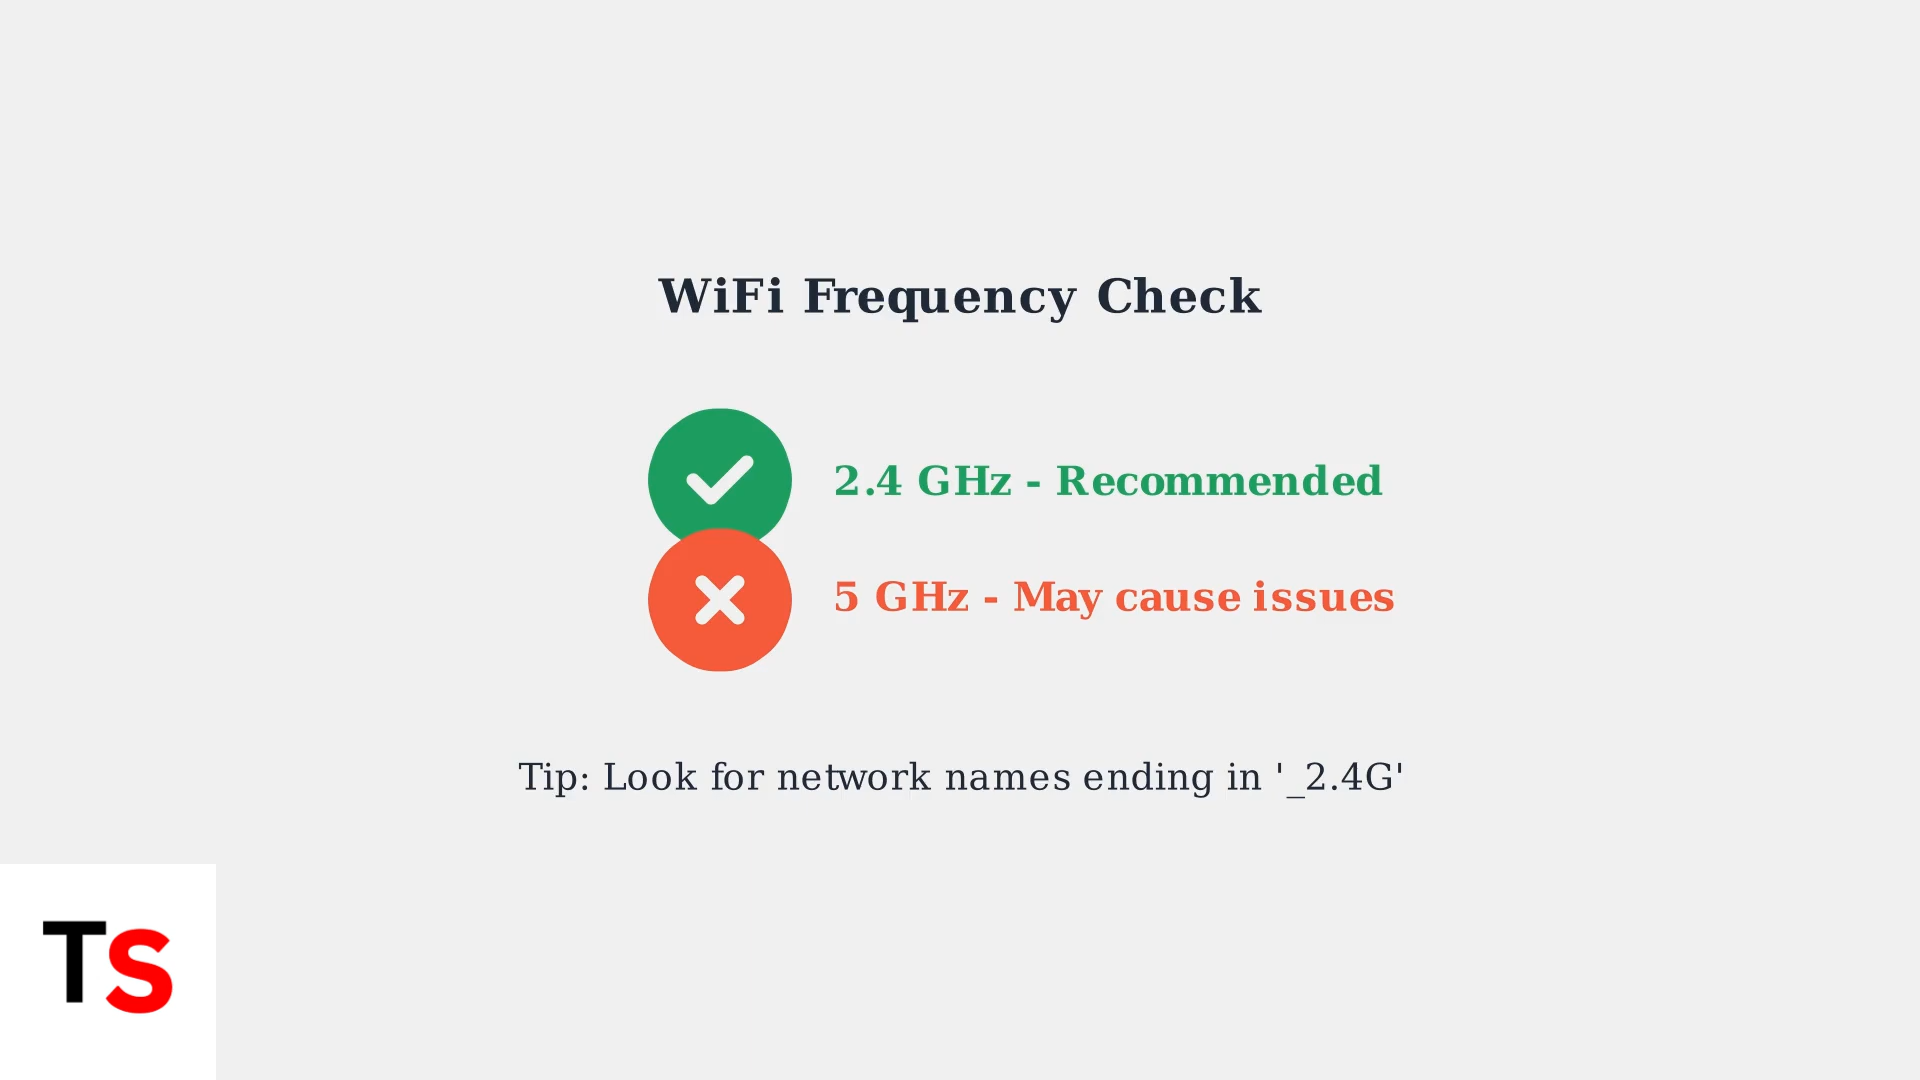 WiFi Frequency Check
2.4 GHz - Recommended
5 GHz - May cause issues
Tip: Look for network names ending in '_2.4G'
TS